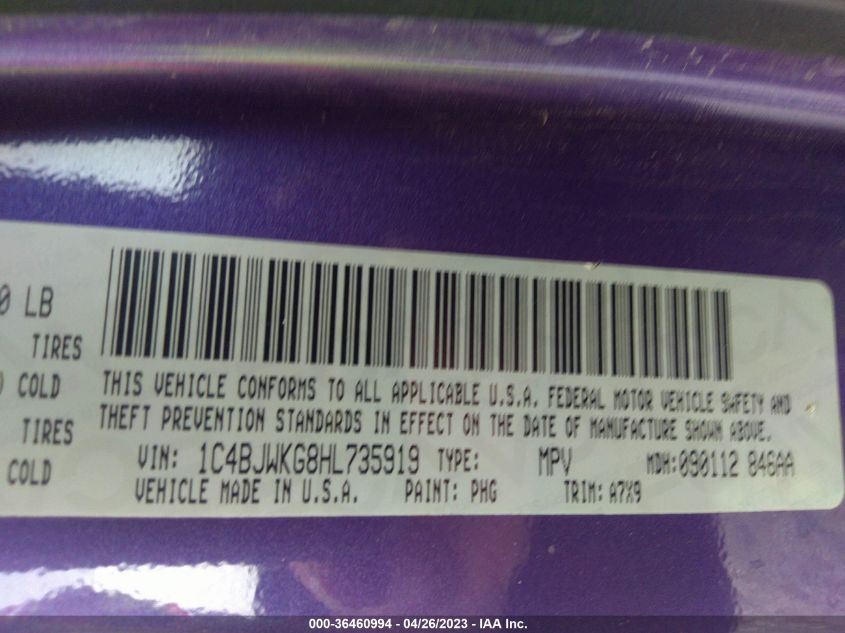 0 LB
TIRES
) COLD
TIRES
COLD
THIS VEHICLE CONFORMS TO ALL APPLICABLE U.S.A. FEDERAL MOTOR VEHICLE SAFETY AND
THEFT PREVENTION STANDARDS IN EFFECT ON THE DATE OF MANUFACTURE SHOWN ABOVE.
VIN: 1C4BJWKG8HL735919 TYPE: MPV MDH:090112 846AA
VEHICLE MADE IN U.S.A. PAINT: PHG TRIM: A7X9
000-36460994 - 04/26/2023 - IAA Inc.